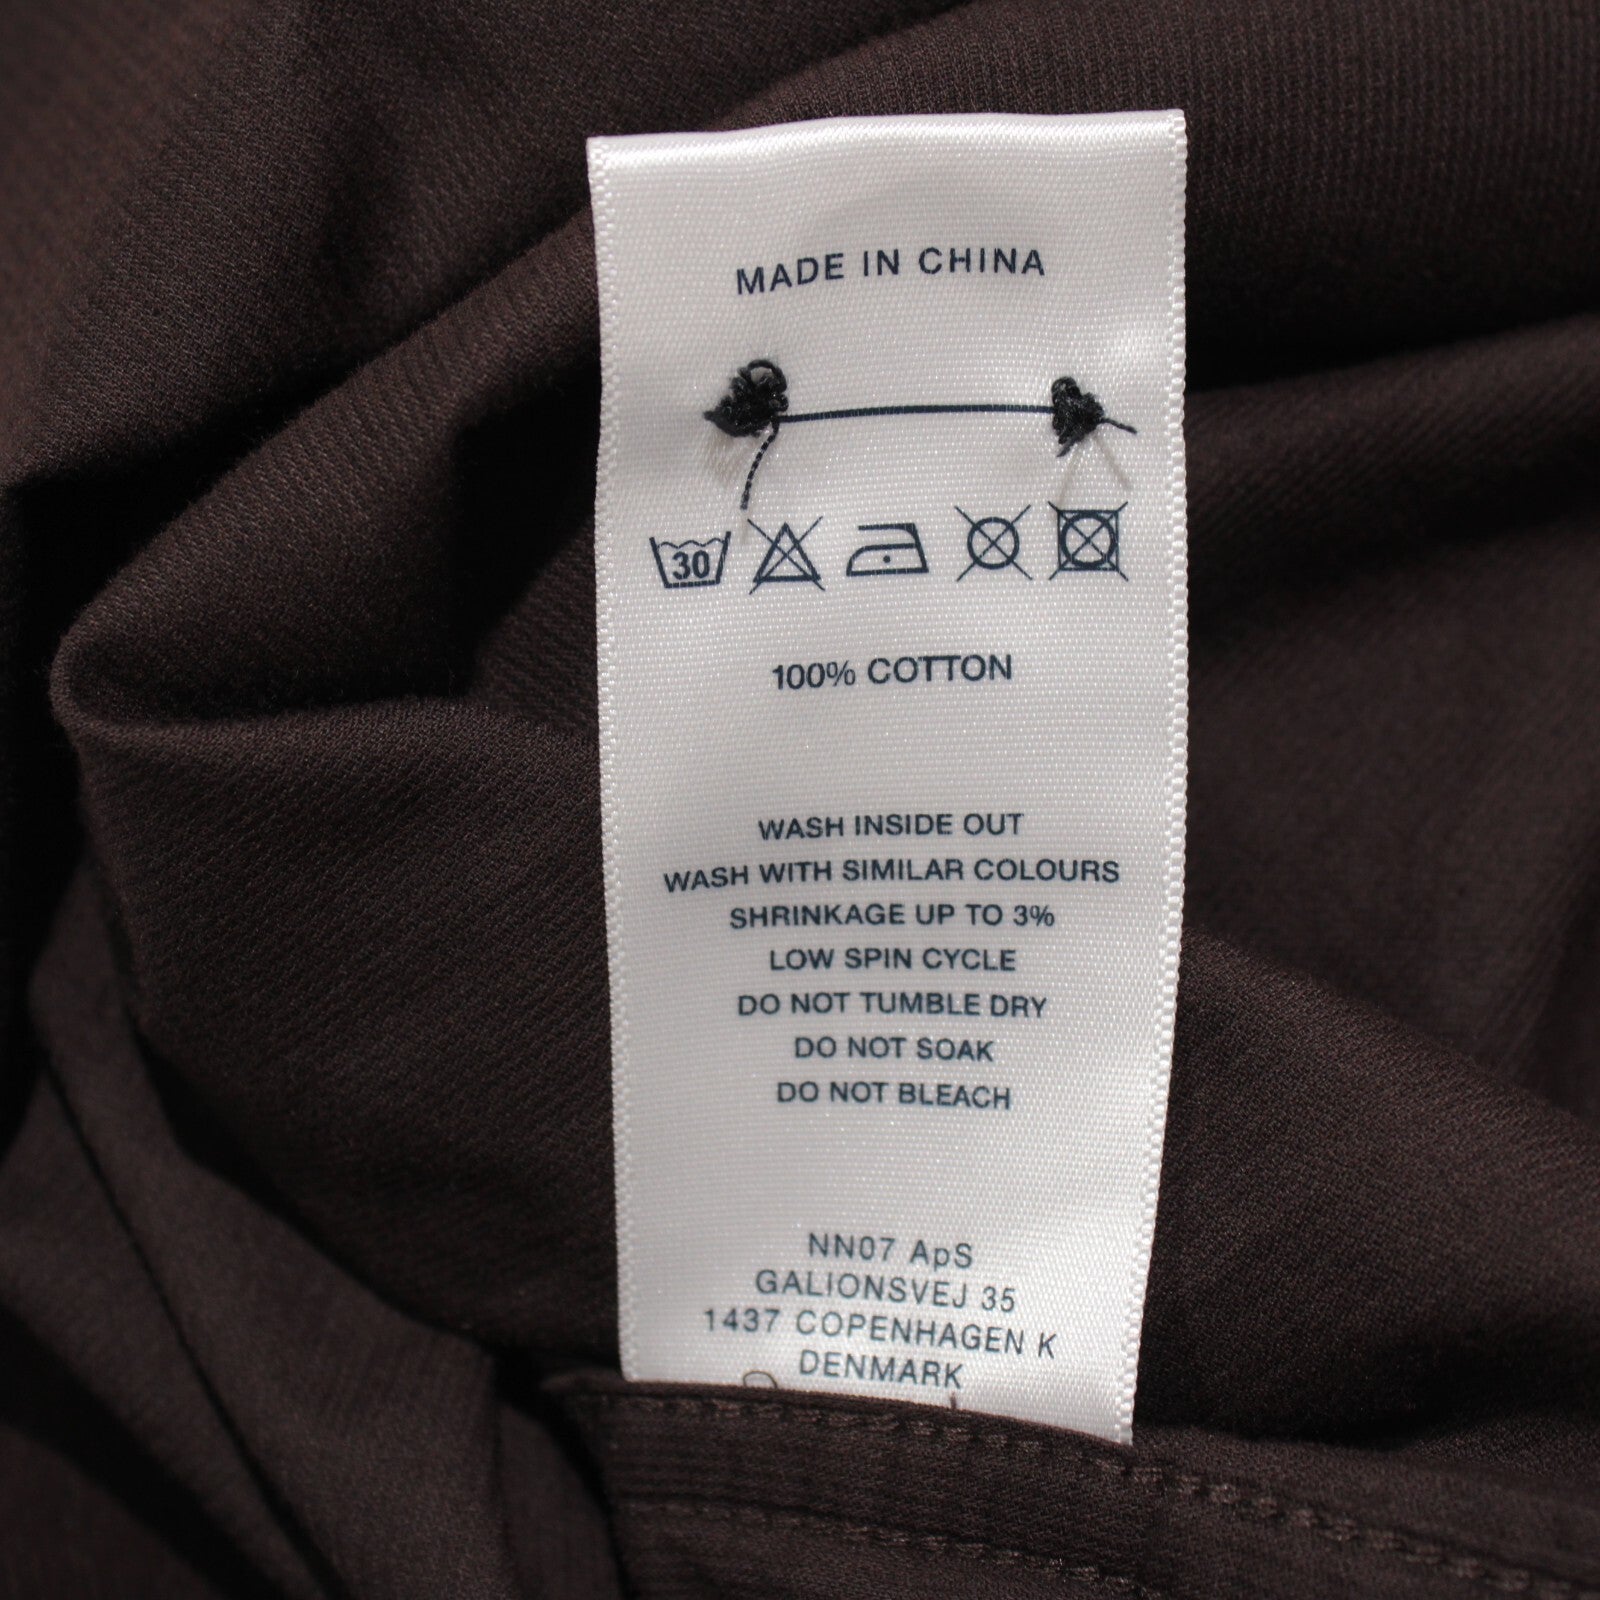 MADE IN CHINA
30
100% COTTON
WASH INSIDE OUT
WASH WITH SIMILAR COLOURS
SHRINKAGE UP TO 3%
LOW SPIN CYCLE
DO NOT TUMBLE DRY
DO NOT SOAK
DO NOT BLEACH
NN07 ApS
GALIONSVEJ 35
1437 COPENHAGEN K
DENMARK